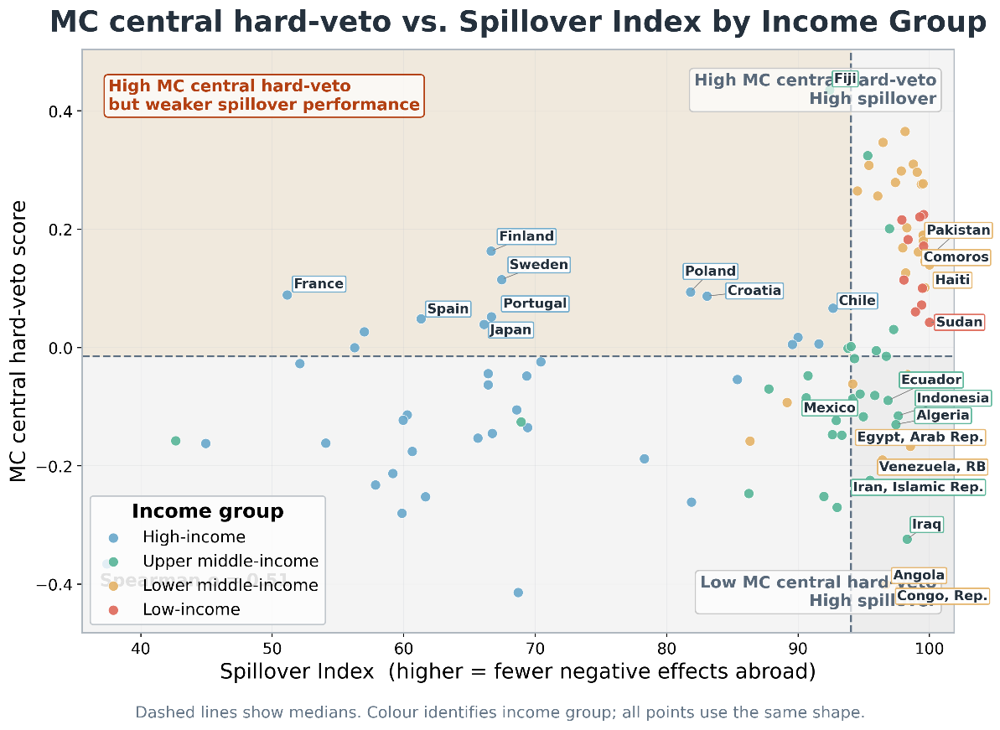 MC central hard-veto vs. Spillover Index by Income Group
High MC central hard-veto
but weaker spillover performance
High MC central hard-veto
High spillover
Fiji
Pakistan
Comoros
Haiti
Sudan
Finland
Sweden
France
Spain
Portugal
Japan
Poland
Croatia
Chile
Ecuador
Indonesia
Mexico
Algeria
Egypt, Arab Rep.
Venezuela, RB
Iran, Islamic Rep.
Iraq
Angola
Congo, Rep.
Low MC central hard-veto
High spillover
Income group
High-income
Upper middle-income
Lower middle-income
Low-income
MC central hard-veto score
0.4
0.2
0.0
−0.2
−0.4
40 50 60 70 80 90 100
Spillover Index (higher = fewer negative effects abroad)
Dashed lines show medians. Colour identifies income group; all points use the same shape.